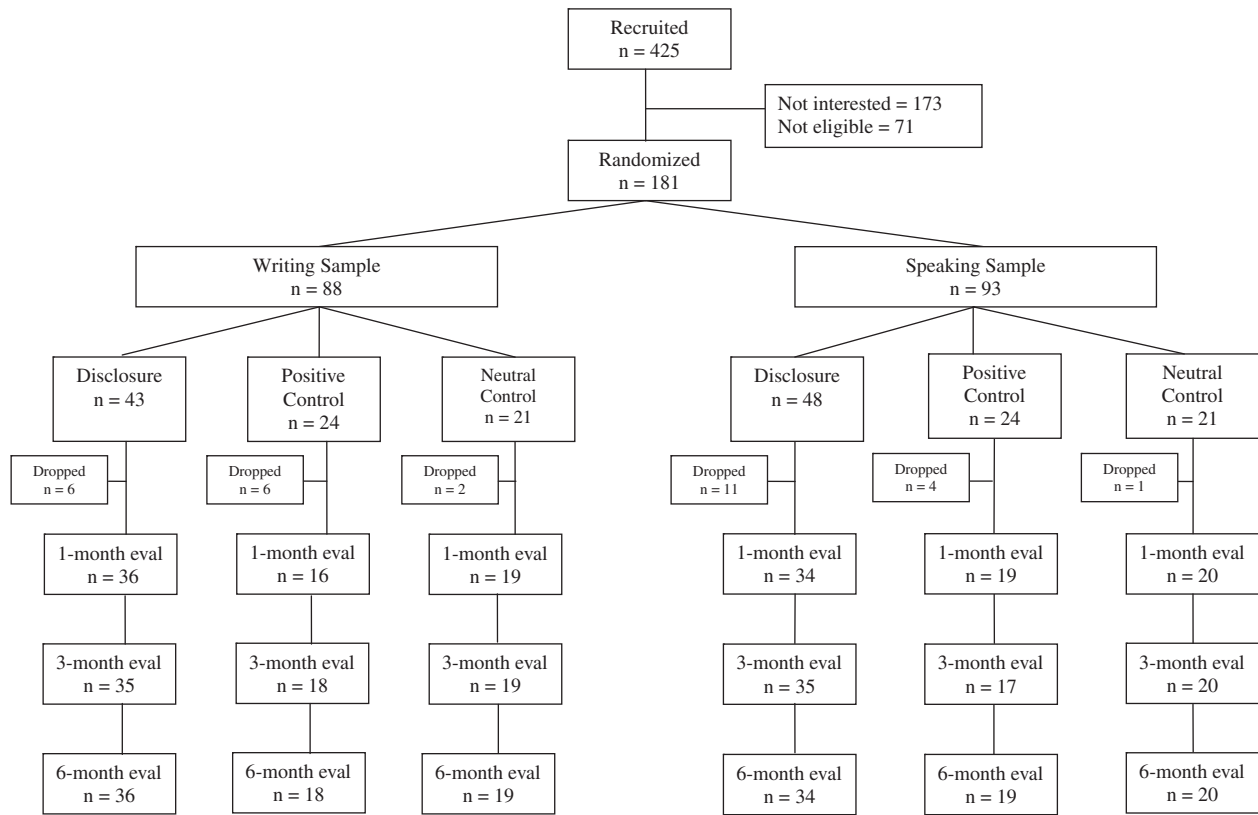 Recruited
n = 425
Not interested = 173
Not eligible = 71
Randomized
n = 181
Writing Sample
n = 88
Speaking Sample
n = 93
Disclosure
n = 43
Positive
Control
n = 24
Neutral
Control
n = 21
Disclosure
n = 48
Positive
Control
n = 24
Neutral
Control
n = 21
Dropped
n = 6
Dropped
n = 6
Dropped
n = 2
Dropped
n = 11
Dropped
n = 4
Dropped
n = 1
1-month eval
n = 36
1-month eval
n = 16
1-month eval
n = 19
1-month eval
n = 34
1-month eval
n = 19
1-month eval
n = 20
3-month eval
n = 35
3-month eval
n = 18
3-month eval
n = 19
3-month eval
n = 35
3-month eval
n = 17
3-month eval
n = 20
6-month eval
n = 36
6-month eval
n = 18
6-month eval
n = 19
6-month eval
n = 34
6-month eval
n = 19
6-month eval
n = 20